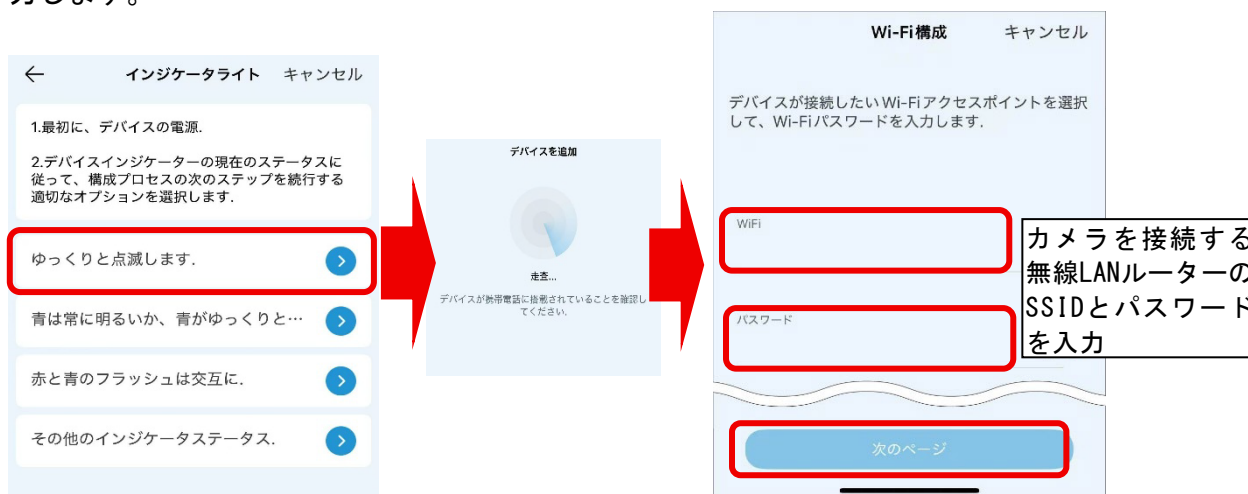 力します。
インジケータライト キャンセル
1.最初に、デバイスの電源.
2.デバイスインジケーターの現在のステータスに
従って、構成プロセスの次のステップを続行する
適切なオプションを選択します.
ゆっくりと点滅します.
青は常に明るいか、青がゆっくりと…
赤と青のフラッシュは交互に.
その他のインジケータステータス.
デバイスを追加
走査...
デバイスが携帯電話に搭載されていることを確認し
てください.
Wi-Fi構成 キャンセル
デバイスが接続したいWi-Fiアクセスポイントを選択
して、Wi-Fiパスワードを入力します.
WiFi
パスワード
次のページ
カメラを接続する
無線LANルーターの
SSIDとパスワード
を入力